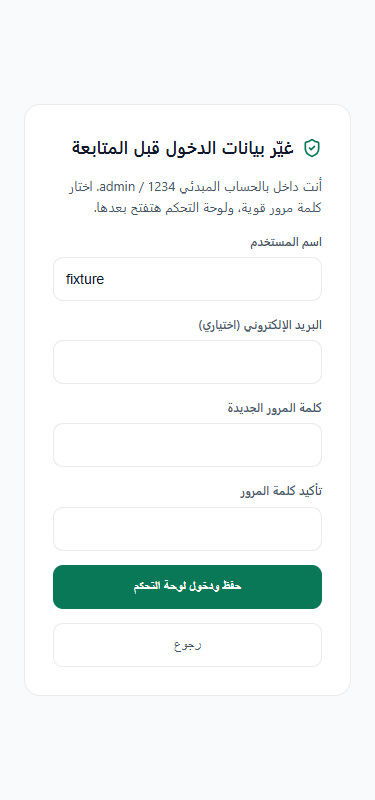 غيّر بيانات الدخول قبل المتابعة
أنت داخل بالحساب المبدئي admin / 1234. اختار
كلمة مرور قوية، ولوحة التحكم هتفتح بعدها.
اسم المستخدم
fixture
البريد الإلكتروني (اختياري)
كلمة المرور الجديدة
تأكيد كلمة المرور
حفظ ودخول لوحة التحكم
رجوع